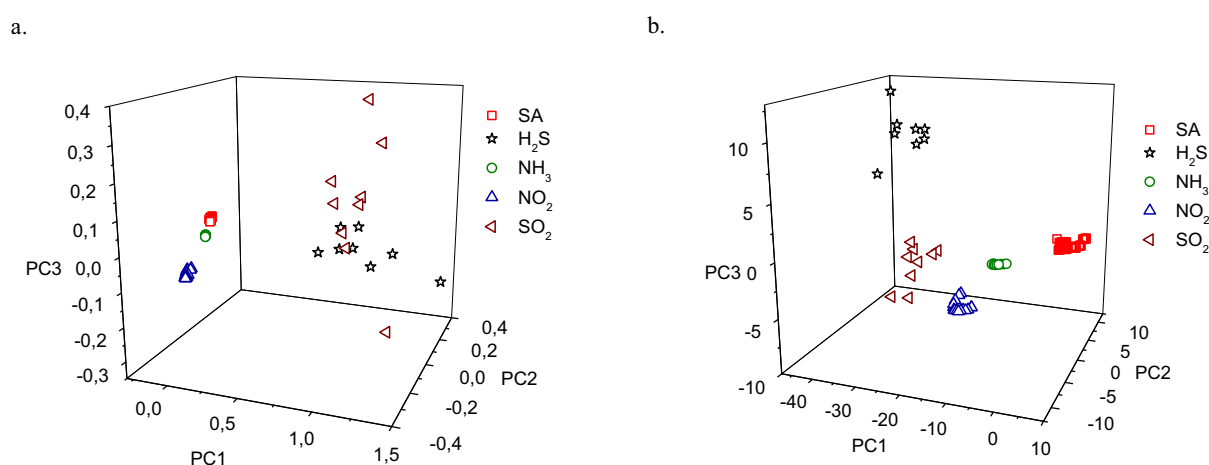 a.
0,4
0,3
0,2
0,1
PC3 0,0
-0,1
-0,2
-0,3
0,0
0,5
1,0
1,5
PC1
0,4
0,2
0,0
-0,2
-0,4
PC2
SA
H₂S
NH₃
NO₂
SO₂
b.
10
5
PC3 0
-5
-10
-40
-30
-20
-10
0
10
PC1
10
5
0
-5
-10
PC2
SA
H₂S
NH₃
NO₂
SO₂